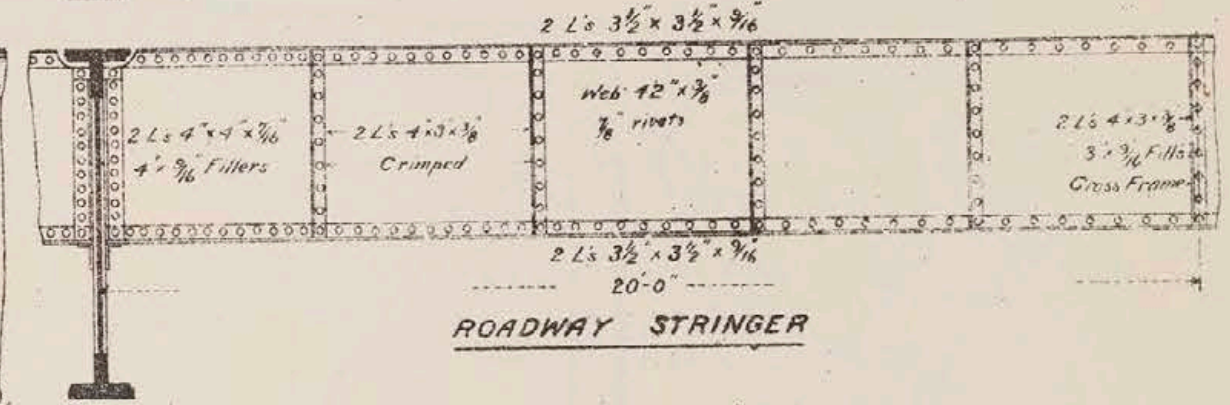 2 L's 3½" × 3½" × 9/16"
Web 42" × 3/8"
7/8" rivets
2 L's 4" × 4" × 7/16"
4" × 9/16" Fillers
2 L's 4 × 3 × 3/8"
Crimped
2 L's 4 × 3 × 3/8"
3" × 9/16" Fills
Cross Frame
2 L's 3½" × 3½" × 9/16"
20'-0"
ROADWAY STRINGER